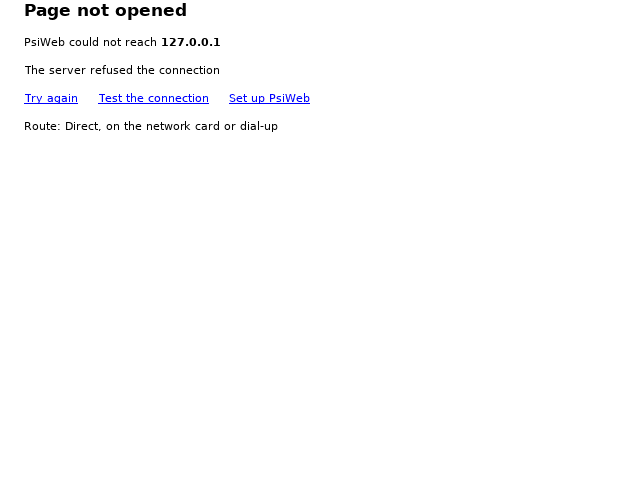 Page not opened
PsiWeb could not reach 127.0.0.1
The server refused the connection
Try again Test the connection Set up PsiWeb
Route: Direct, on the network card or dial-up